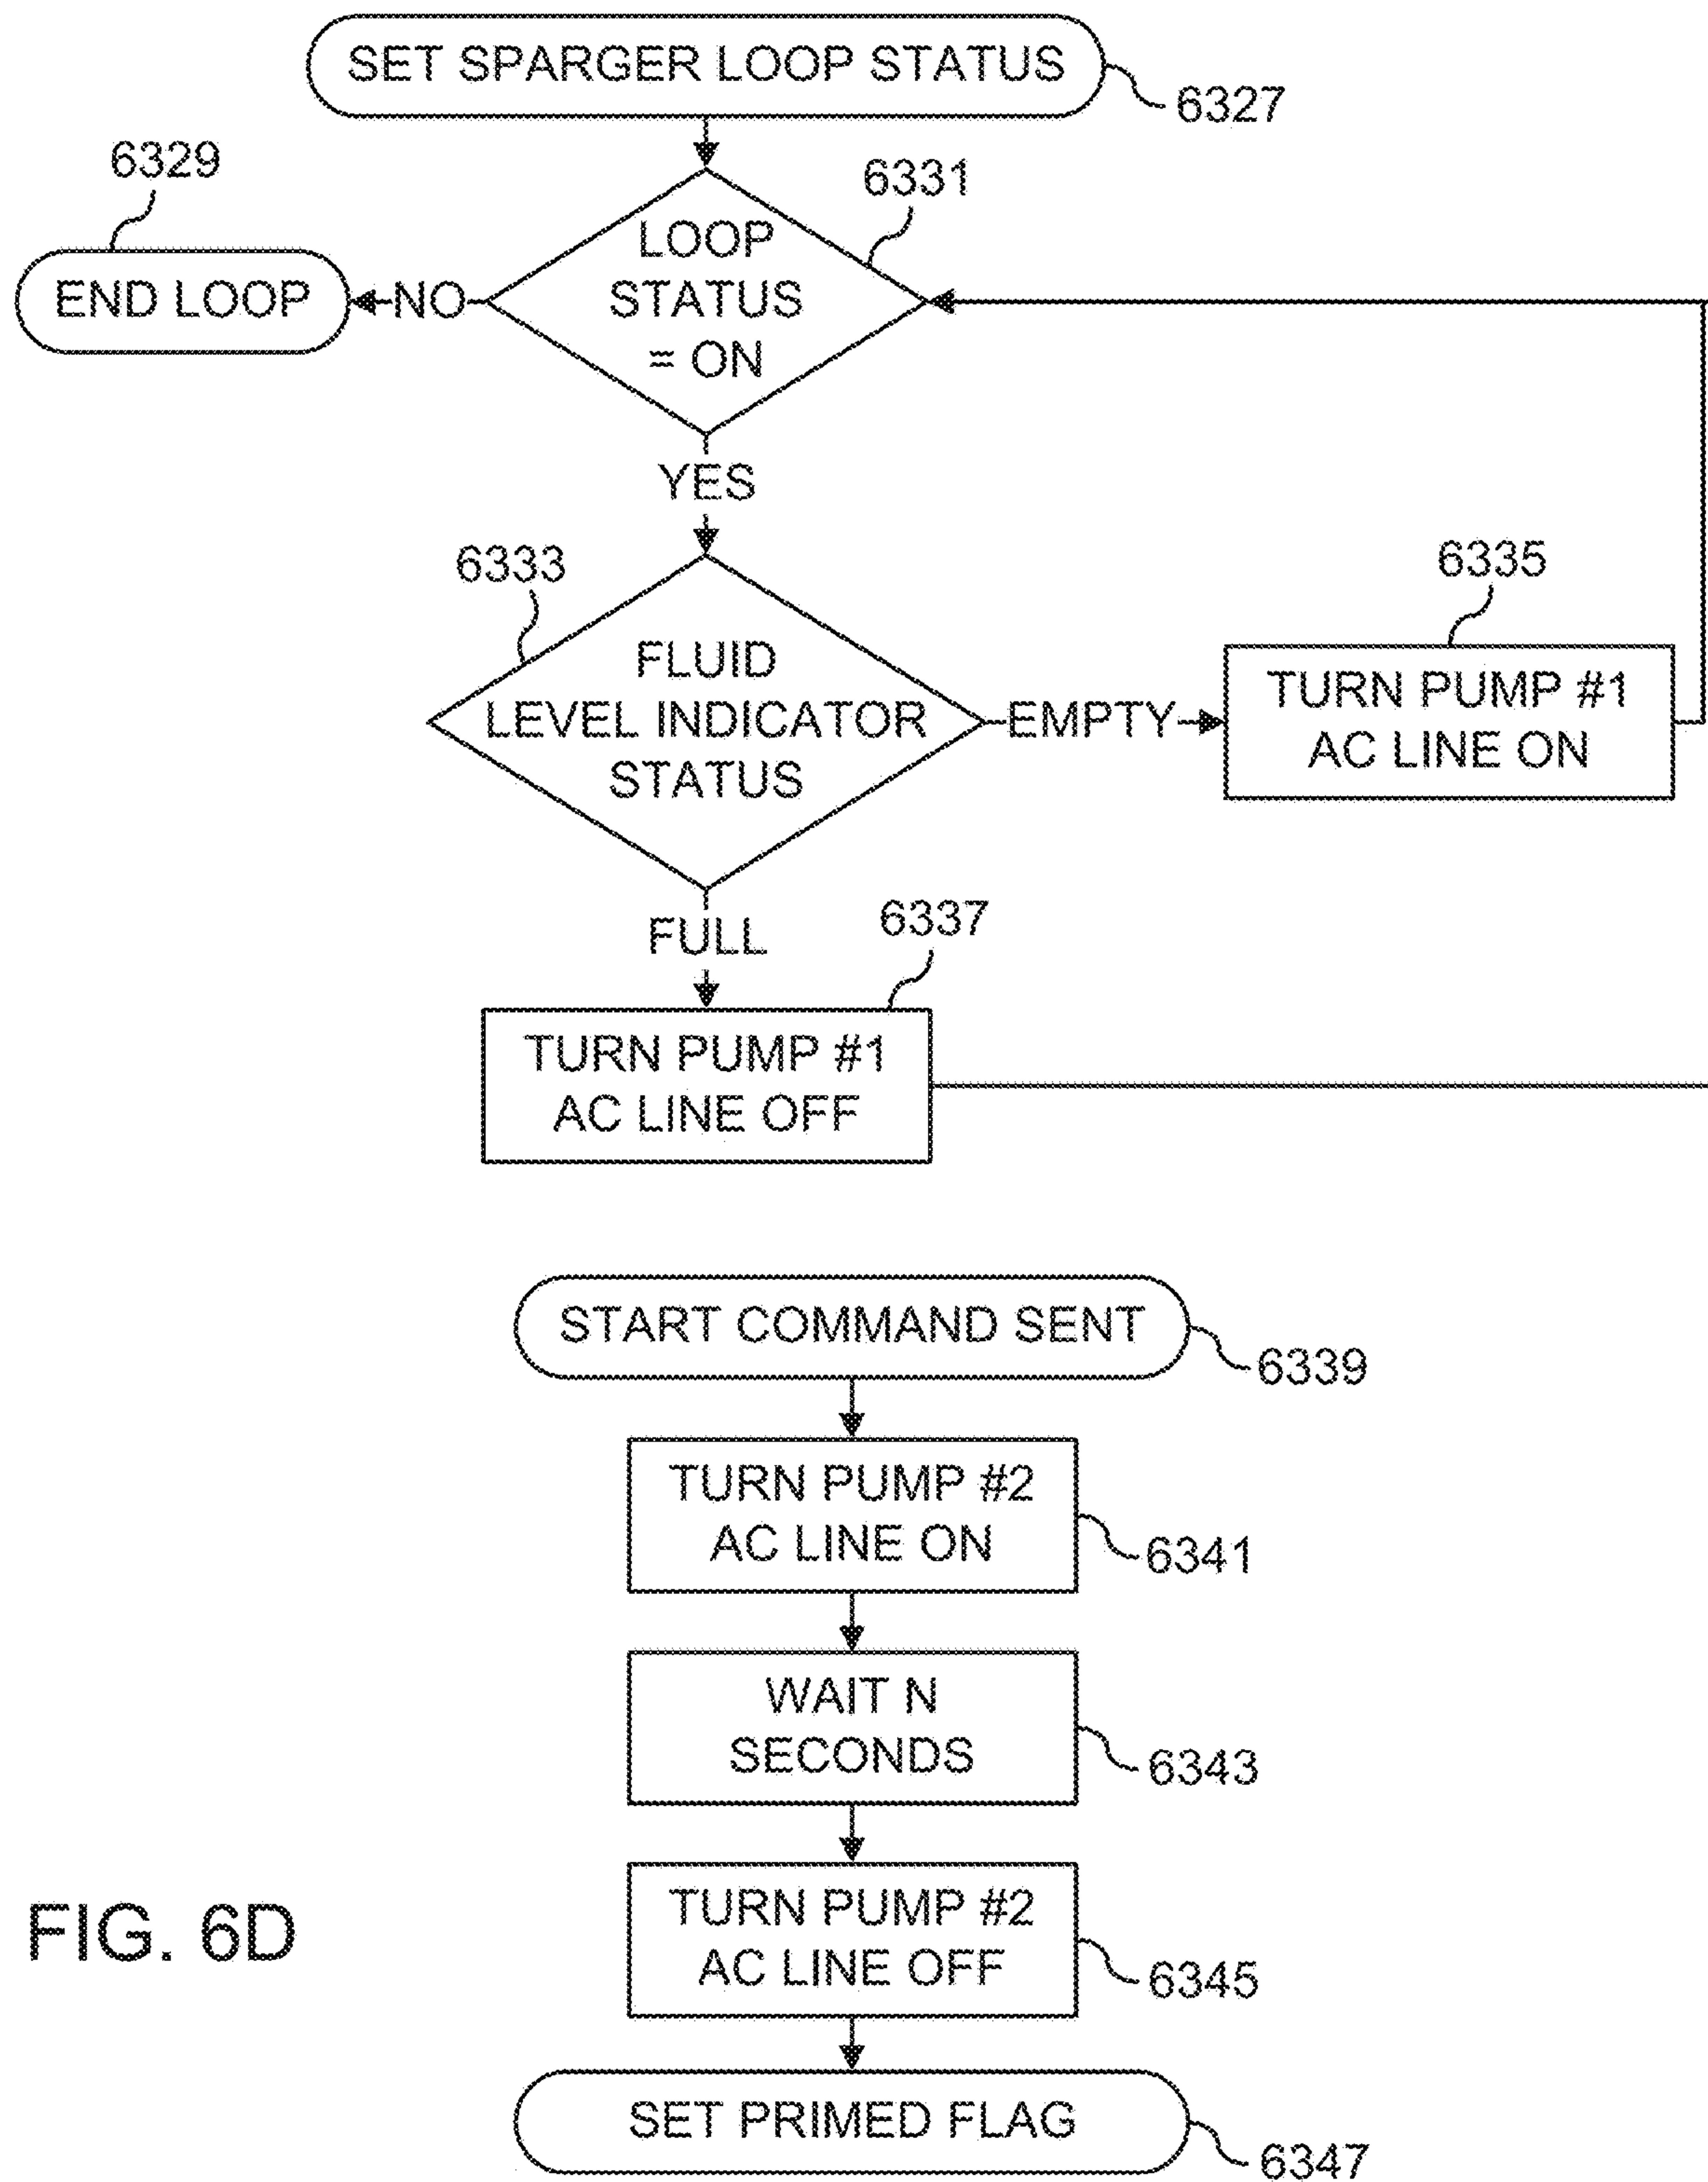 SET SPARGER LOOP STATUS
6327
6329
6331
LOOP
STATUS
= ON
END LOOP
NO
YES
6333
6335
FLUID
LEVEL INDICATOR
STATUS
EMPTY
TURN PUMP #1
AC LINE ON
FULL
6337
TURN PUMP #1
AC LINE OFF
START COMMAND SENT
6339
TURN PUMP #2
AC LINE ON
6341
WAIT N
SECONDS
6343
TURN PUMP #2
AC LINE OFF
6345
FIG. 6D
SET PRIMED FLAG
6347